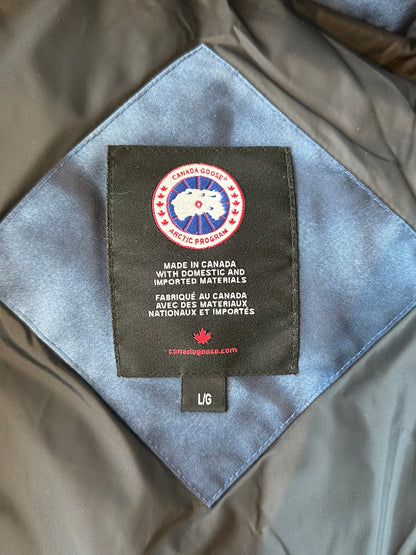 CANADA GOOSE®
ARCTIC PROGRAM
MADE IN CANADA
WITH DOMESTIC AND
IMPORTED MATERIALS
FABRIQUÉ AU CANADA
AVEC DES MATERIAUX
NATIONAUX ET IMPORTÉS
canadagoose.com
L/G